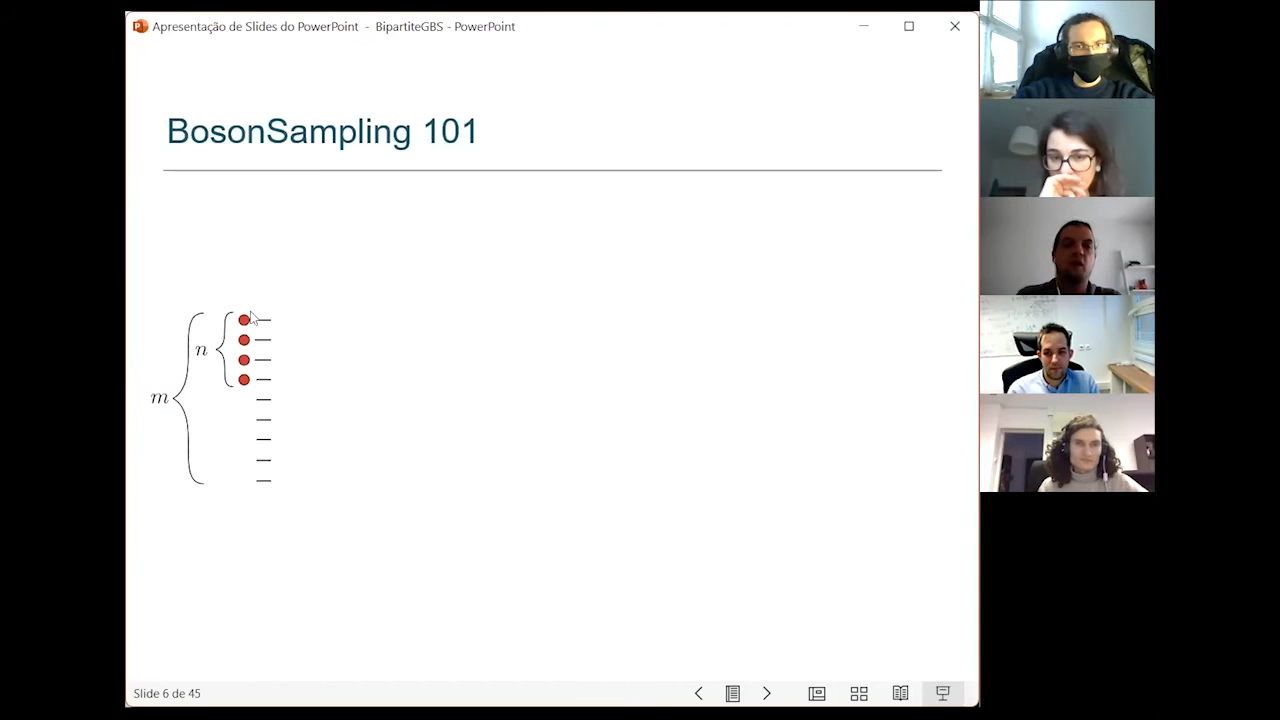 Apresentação de Slides do PowerPoint - BipartiteGBS - PowerPoint
BosonSampling 101
n
m
Slide 6 de 45